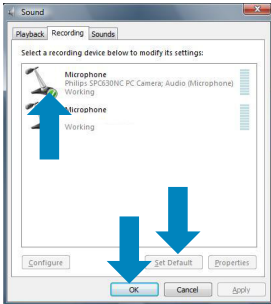 Sound
Playback Recording Sounds
Select a recording device below to modify its settings:
Microphone
Philips SPC630NC PC Camera; Audio (Microphone)
Working
Microphone
Working
Configure Set Default Properties
OK Cancel Apply